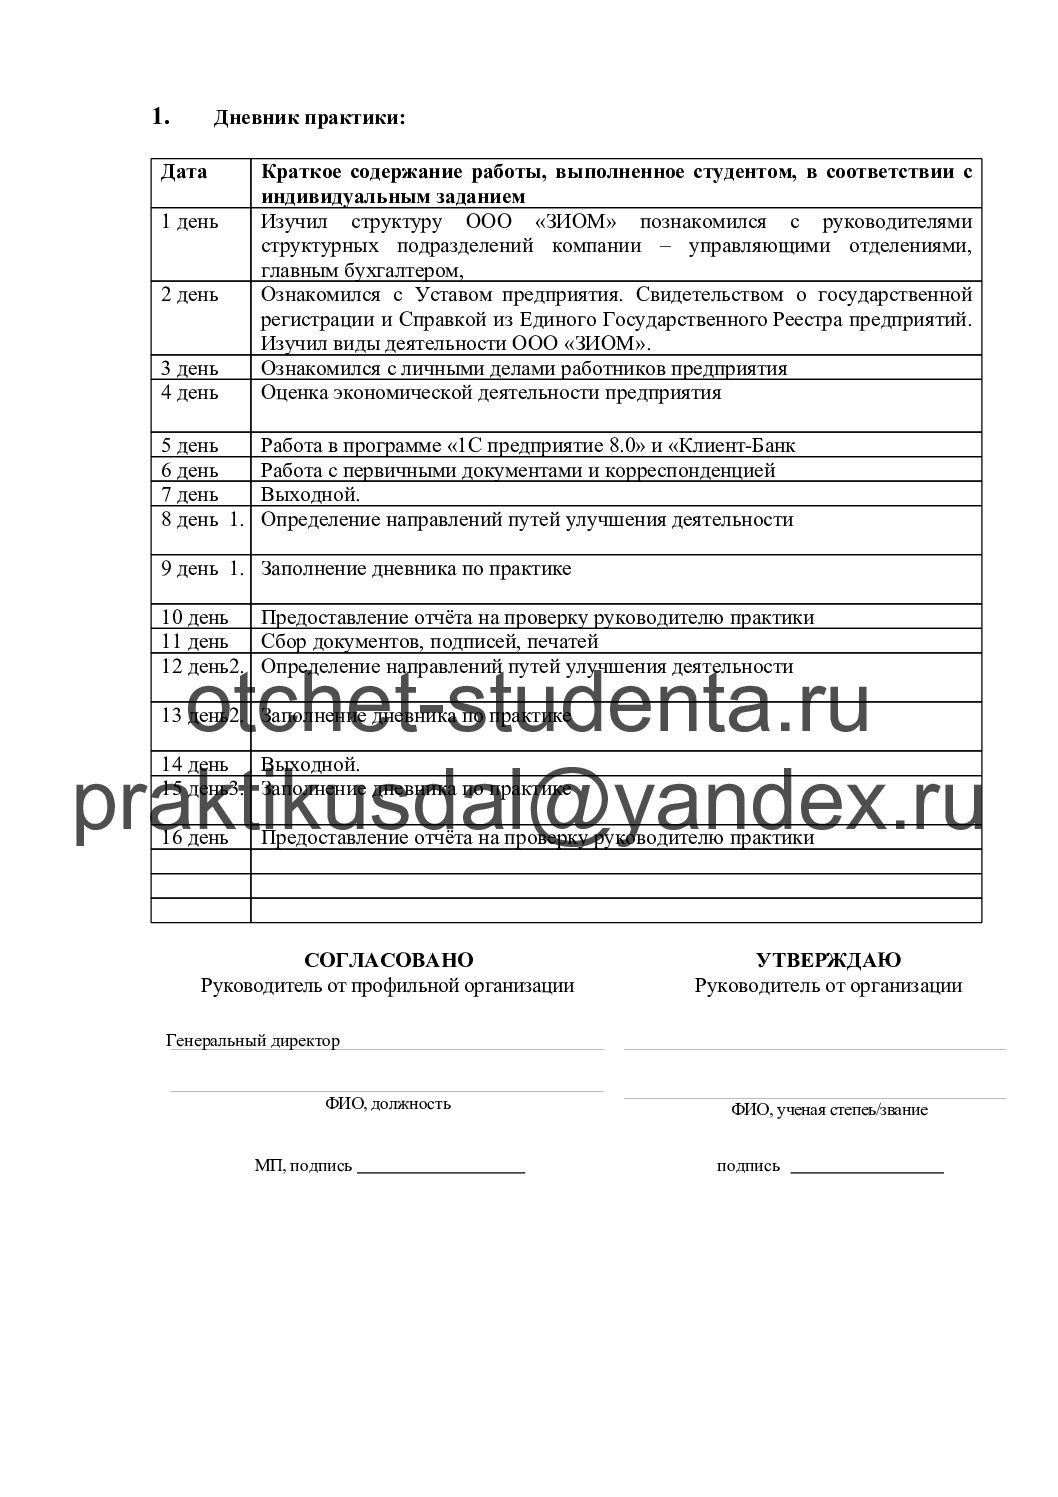 1. Дневник практики:
Дата Краткое содержание работы, выполненное студентом, в соответствии с
индивидуальным заданием
1 день Изучил структуру ООО «ЗИОМ» познакомился с руководителями
структурных подразделений компании – управляющими отделениями,
главным бухгалтером,
2 день Ознакомился с Уставом предприятия. Свидетельством о государственной
регистрации и Справкой из Единого Государственного Реестра предприятий.
Изучил виды деятельности ООО «ЗИОМ».
3 день Ознакомился с личными делами работников предприятия
4 день Оценка экономической деятельности предприятия
5 день Работа в программе «1С предприятие 8.0» и «Клиент-Банк
6 день Работа с первичными документами и корреспонденцией
7 день Выходной.
8 день 1. Определение направлений путей улучшения деятельности
9 день 1. Заполнение дневника по практике
10 день Предоставление отчёта на проверку руководителю практики
11 день Сбор документов, подписей, печатей
12 день2. Определение направлений путей улучшения деятельности
otchet-studenta.ru
13 день2. Заполнение дневника по практике
14 день Выходной.
15 день3. Заполнение дневника по практике
praktikusdal@yandex.ru
16 день Предоставление отчёта на проверку руководителю практики
СОГЛАСОВАНО УТВЕРЖДАЮ
Руководитель от профильной организации Руководитель от организации
Генеральный директор
ФИО, должность ФИО, ученая степеь/звание
МП, подпись подпись